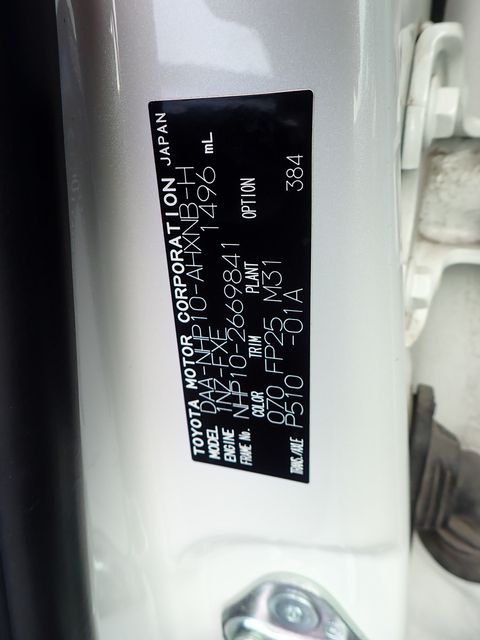 TOYOTA MOTOR CORPORATION JAPAN
MODEL DAA-NHP10-AHXNB-H
ENGINE 1NZ-FXE 1496 mL
FRAME No. NHP10-2669841
COLOR TRIM PLANT OPTION
070 FP25 M31
TRANS/AXLE P510 -01A 384